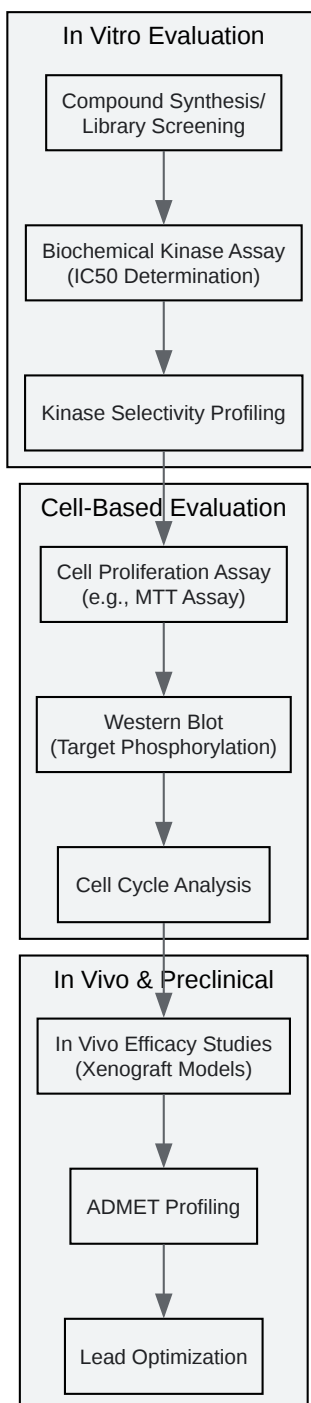 In Vitro Evaluation
Compound Synthesis/
Library Screening
Biochemical Kinase Assay
(IC50 Determination)
Kinase Selectivity Profiling
Cell-Based Evaluation
Cell Proliferation Assay
(e.g., MTT Assay)
Western Blot
(Target Phosphorylation)
Cell Cycle Analysis
In Vivo & Preclinical
In Vivo Efficacy Studies
(Xenograft Models)
ADMET Profiling
Lead Optimization